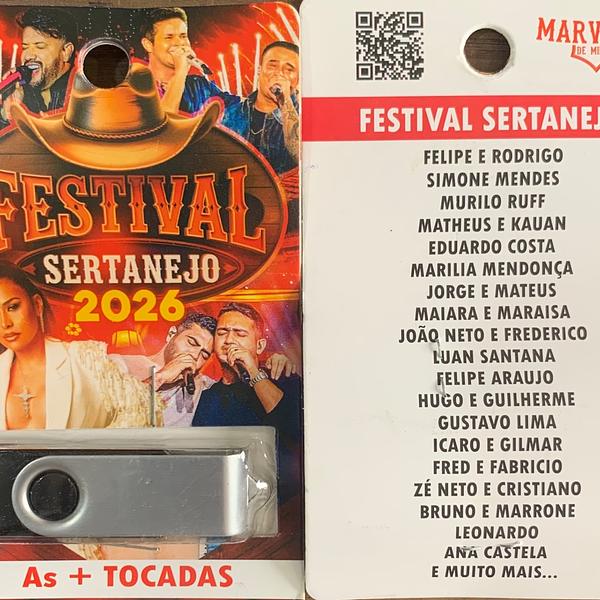 FESTIVAL
SERTANEJO
2026
As + TOCADAS
FESTIVAL SERTANEJ
FELIPE E RODRIGO
SIMONE MENDES
MURILO RUFF
MATHEUS E KAUAN
EDUARDO COSTA
MARILIA MENDONÇA
JORGE E MATEUS
MAIARA E MARAISA
JOÃO NETO E FREDERICO
LUAN SANTANA
FELIPE ARAUJO
HUGO E GUILHERME
GUSTAVO LIMA
ICARO E GILMAR
FRED E FABRICIO
ZÉ NETO E CRISTIANO
BRUNO E MARRONE
LEONARDO
ANA CASTELA
E MUITO MAIS...